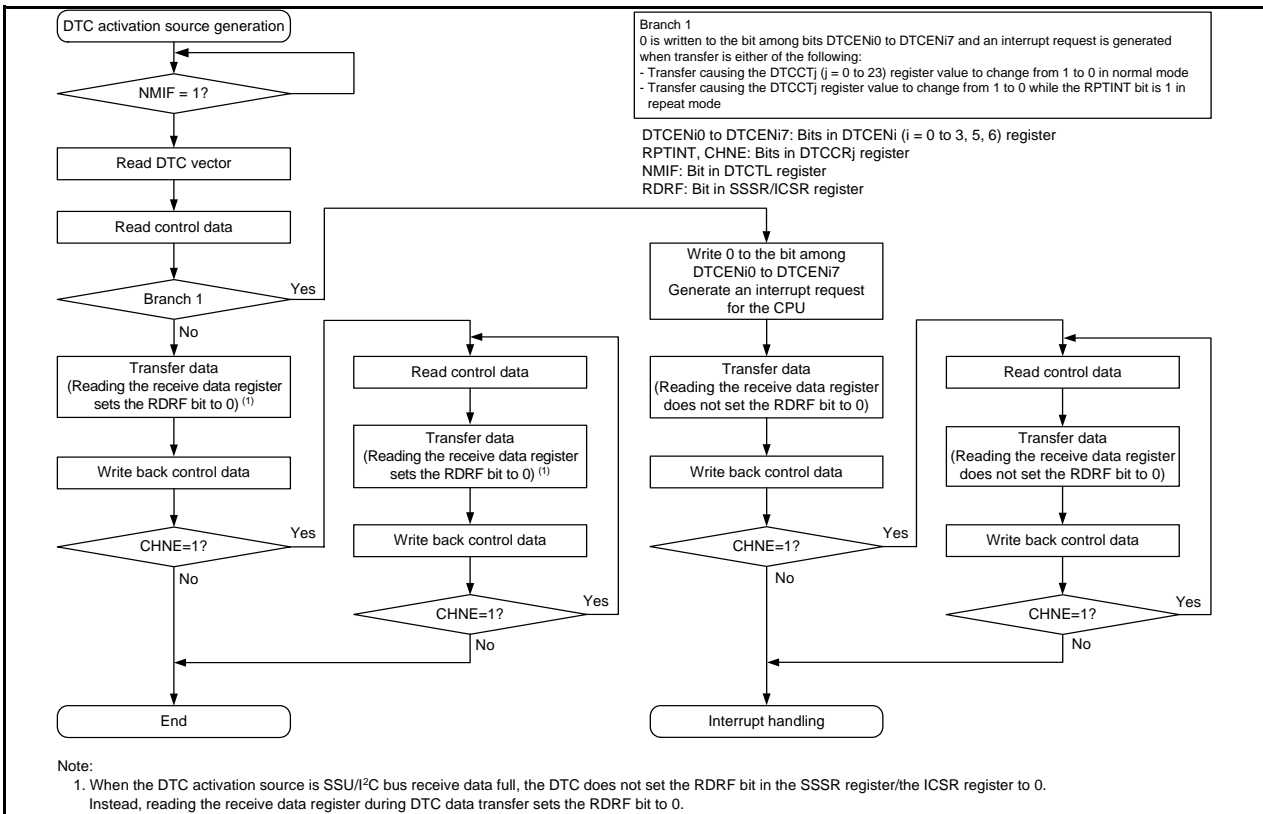 DTC activation source generation
NMIF = 1?
Read DTC vector
Read control data
Branch 1
Yes
No
Transfer data
(Reading the receive data register
sets the RDRF bit to 0) (1)
Write back control data
CHNE=1?
Yes
No
End
Read control data
Transfer data
(Reading the receive data register
sets the RDRF bit to 0) (1)
Write back control data
CHNE=1?
Yes
No
Branch 1
0 is written to the bit among bits DTCENi0 to DTCENi7 and an interrupt request is generated
when transfer is either of the following:
- Transfer causing the DTCCTj (j = 0 to 23) register value to change from 1 to 0 in normal mode
- Transfer causing the DTCCTj register value to change from 1 to 0 while the RPTINT bit is 1 in
repeat mode
DTCENi0 to DTCENi7: Bits in DTCENi (i = 0 to 3, 5, 6) register
RPTINT, CHNE: Bits in DTCCRj register
NMIF: Bit in DTCTL register
RDRF: Bit in SSSR/ICSR register
Write 0 to the bit among
DTCENi0 to DTCENi7
Generate an interrupt request
for the CPU
Transfer data
(Reading the receive data register
does not set the RDRF bit to 0)
Write back control data
CHNE=1?
Yes
No
Interrupt handling
Read control data
Transfer data
(Reading the receive data register
does not set the RDRF bit to 0)
Write back control data
CHNE=1?
Yes
No
Note:
1. When the DTC activation source is SSU/I²C bus receive data full, the DTC does not set the RDRF bit in the SSSR register/the ICSR register to 0.
Instead, reading the receive data register during DTC data transfer sets the RDRF bit to 0.